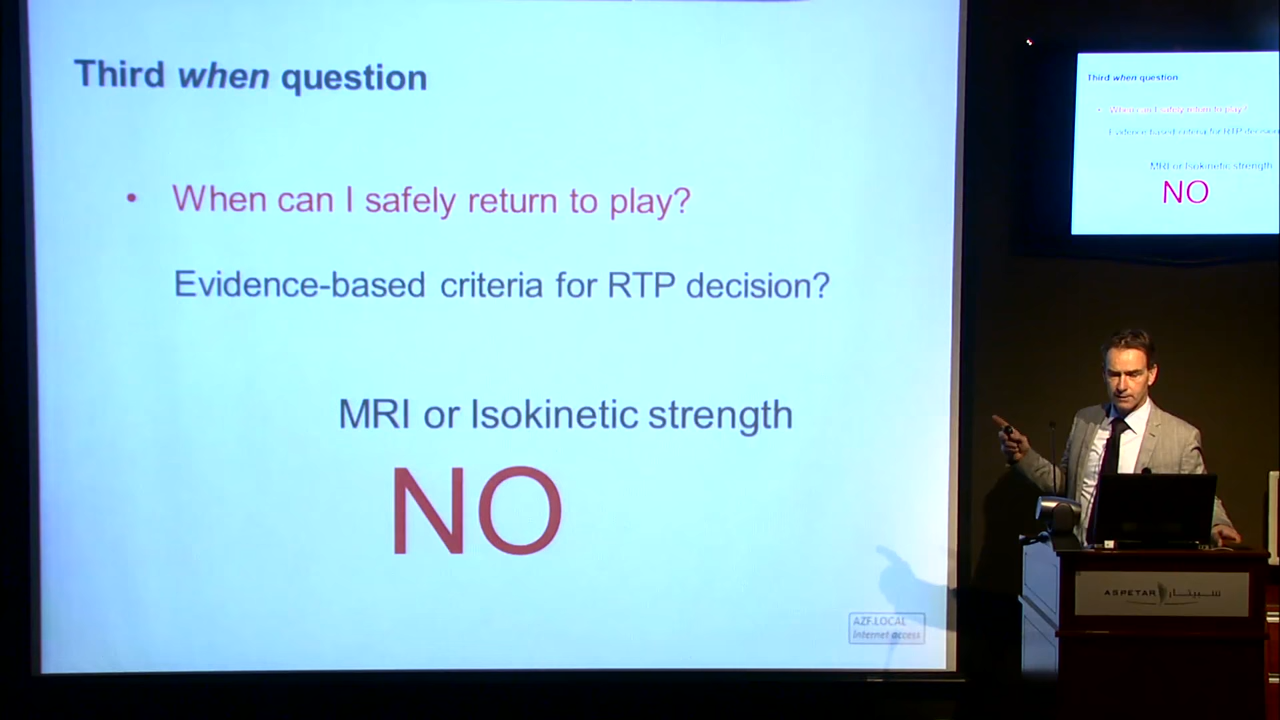 Third when question
• When can I safely return to play?
Evidence-based criteria for RTP decision?
MRI or Isokinetic strength
NO
AZF.LOCAL
Internet access
Third when question
• When can I safely return to play?
Evidence-based criteria for RTP decision
MRI or Isokinetic strength
NO
ASPETAR سبيتار